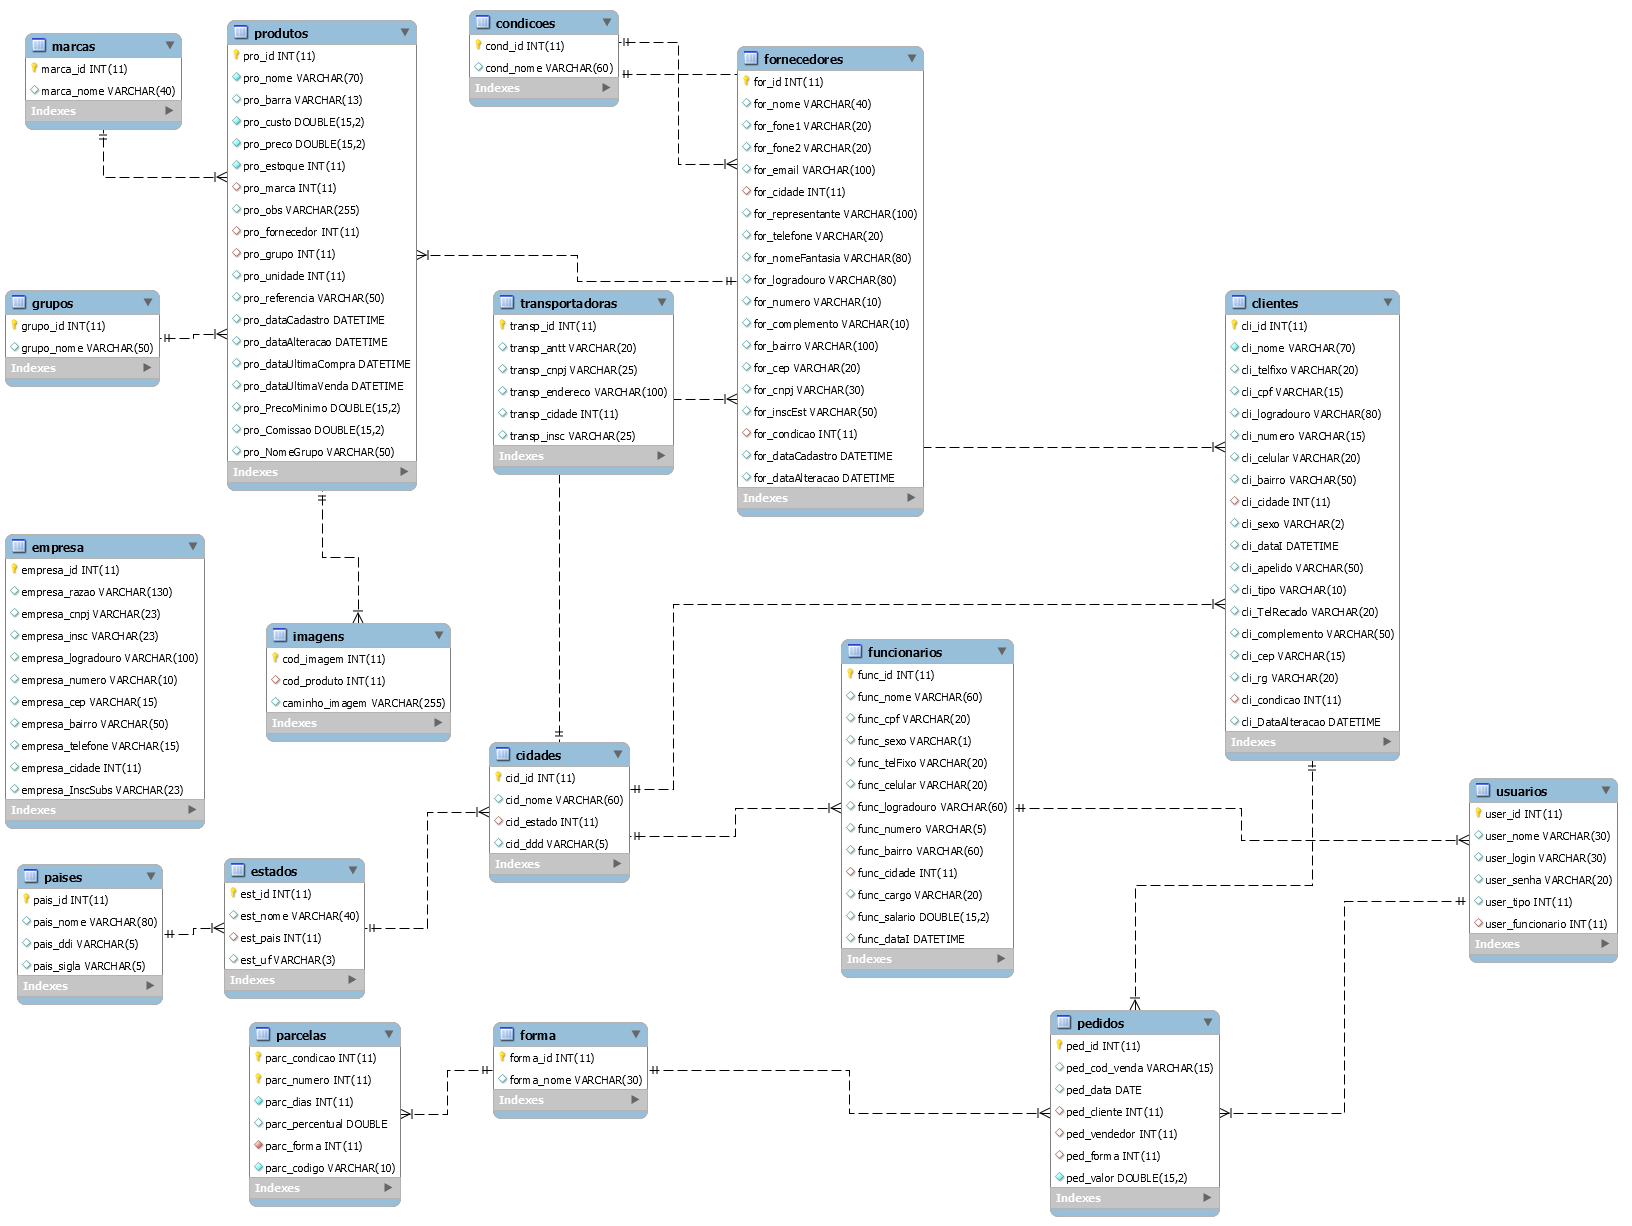 marcas
marca_id INT(11)
marca_nome VARCHAR(40)
Indexes
produtos
pro_id INT(11)
pro_nome VARCHAR(70)
pro_barra VARCHAR(13)
pro_custo DOUBLE(15,2)
pro_preco DOUBLE(15,2)
pro_estoque INT(11)
pro_marca INT(11)
pro_obs VARCHAR(255)
pro_fornecedor INT(11)
pro_grupo INT(11)
pro_unidade INT(11)
pro_referencia VARCHAR(50)
pro_dataCadastro DATETIME
pro_dataAlteracao DATETIME
pro_dataUltimaCompra DATETIME
pro_dataUltimaVenda DATETIME
pro_PrecoMinimo DOUBLE(15,2)
pro_Comissao DOUBLE(15,2)
pro_NomeGrupo VARCHAR(50)
Indexes
condicoes
cond_id INT(11)
cond_nome VARCHAR(60)
Indexes
fornecedores
for_id INT(11)
for_nome VARCHAR(40)
for_fone1 VARCHAR(20)
for_fone2 VARCHAR(20)
for_email VARCHAR(100)
for_cidade INT(11)
for_representante VARCHAR(100)
for_telefone VARCHAR(20)
for_nomeFantasia VARCHAR(80)
for_logradouro VARCHAR(80)
for_numero VARCHAR(10)
for_complemento VARCHAR(10)
for_bairro VARCHAR(100)
for_cep VARCHAR(20)
for_cnpj VARCHAR(30)
for_inscEst VARCHAR(50)
for_condicao INT(11)
for_dataCadastro DATETIME
for_dataAlteracao DATETIME
Indexes
grupos
grupo_id INT(11)
grupo_nome VARCHAR(50)
Indexes
transportadoras
transp_id INT(11)
transp_antt VARCHAR(20)
transp_cnpj VARCHAR(25)
transp_endereco VARCHAR(100)
transp_cidade INT(11)
transp_insc VARCHAR(25)
Indexes
clientes
cli_id INT(11)
cli_nome VARCHAR(70)
cli_telfixo VARCHAR(20)
cli_cpf VARCHAR(15)
cli_logradouro VARCHAR(80)
cli_numero VARCHAR(15)
cli_celular VARCHAR(20)
cli_bairro VARCHAR(50)
cli_cidade INT(11)
cli_sexo VARCHAR(2)
cli_dataI DATETIME
cli_apelido VARCHAR(50)
cli_tipo VARCHAR(10)
cli_TelRecado VARCHAR(20)
cli_complemento VARCHAR(50)
cli_cep VARCHAR(15)
cli_rg VARCHAR(20)
cli_condicao INT(11)
cli_DataAlteracao DATETIME
Indexes
empresa
empresa_id INT(11)
empresa_razao VARCHAR(130)
empresa_cnpj VARCHAR(23)
empresa_insc VARCHAR(23)
empresa_logradouro VARCHAR(100)
empresa_numero VARCHAR(10)
empresa_cep VARCHAR(15)
empresa_bairro VARCHAR(50)
empresa_telefone VARCHAR(15)
empresa_cidade INT(11)
empresa_InscSubs VARCHAR(23)
Indexes
imagens
cod_imagem INT(11)
cod_produto INT(11)
caminho_imagem VARCHAR(255)
Indexes
cidades
cid_id INT(11)
cid_nome VARCHAR(60)
cid_estado INT(11)
cid_ddd VARCHAR(5)
Indexes
funcionarios
func_id INT(11)
func_nome VARCHAR(60)
func_cpf VARCHAR(20)
func_sexo VARCHAR(1)
func_telFixo VARCHAR(20)
func_celular VARCHAR(20)
func_logradouro VARCHAR(60)
func_numero VARCHAR(5)
func_bairro VARCHAR(60)
func_cidade INT(11)
func_cargo VARCHAR(20)
func_salario DOUBLE(15,2)
func_dataI DATETIME
Indexes
usuarios
user_id INT(11)
user_nome VARCHAR(30)
user_login VARCHAR(30)
user_senha VARCHAR(20)
user_tipo INT(11)
user_funcionario INT(11)
Indexes
paises
pais_id INT(11)
pais_nome VARCHAR(80)
pais_ddi VARCHAR(5)
pais_sigla VARCHAR(5)
Indexes
estados
est_id INT(11)
est_nome VARCHAR(40)
est_pais INT(11)
est_uf VARCHAR(3)
Indexes
parcelas
parc_condicao INT(11)
parc_numero INT(11)
parc_dias INT(11)
parc_percentual DOUBLE
parc_forma INT(11)
parc_codigo VARCHAR(10)
Indexes
forma
forma_id INT(11)
forma_nome VARCHAR(30)
Indexes
pedidos
ped_id INT(11)
ped_cod_venda VARCHAR(15)
ped_data DATE
ped_cliente INT(11)
ped_vendedor INT(11)
ped_forma INT(11)
ped_valor DOUBLE(15,2)
Indexes